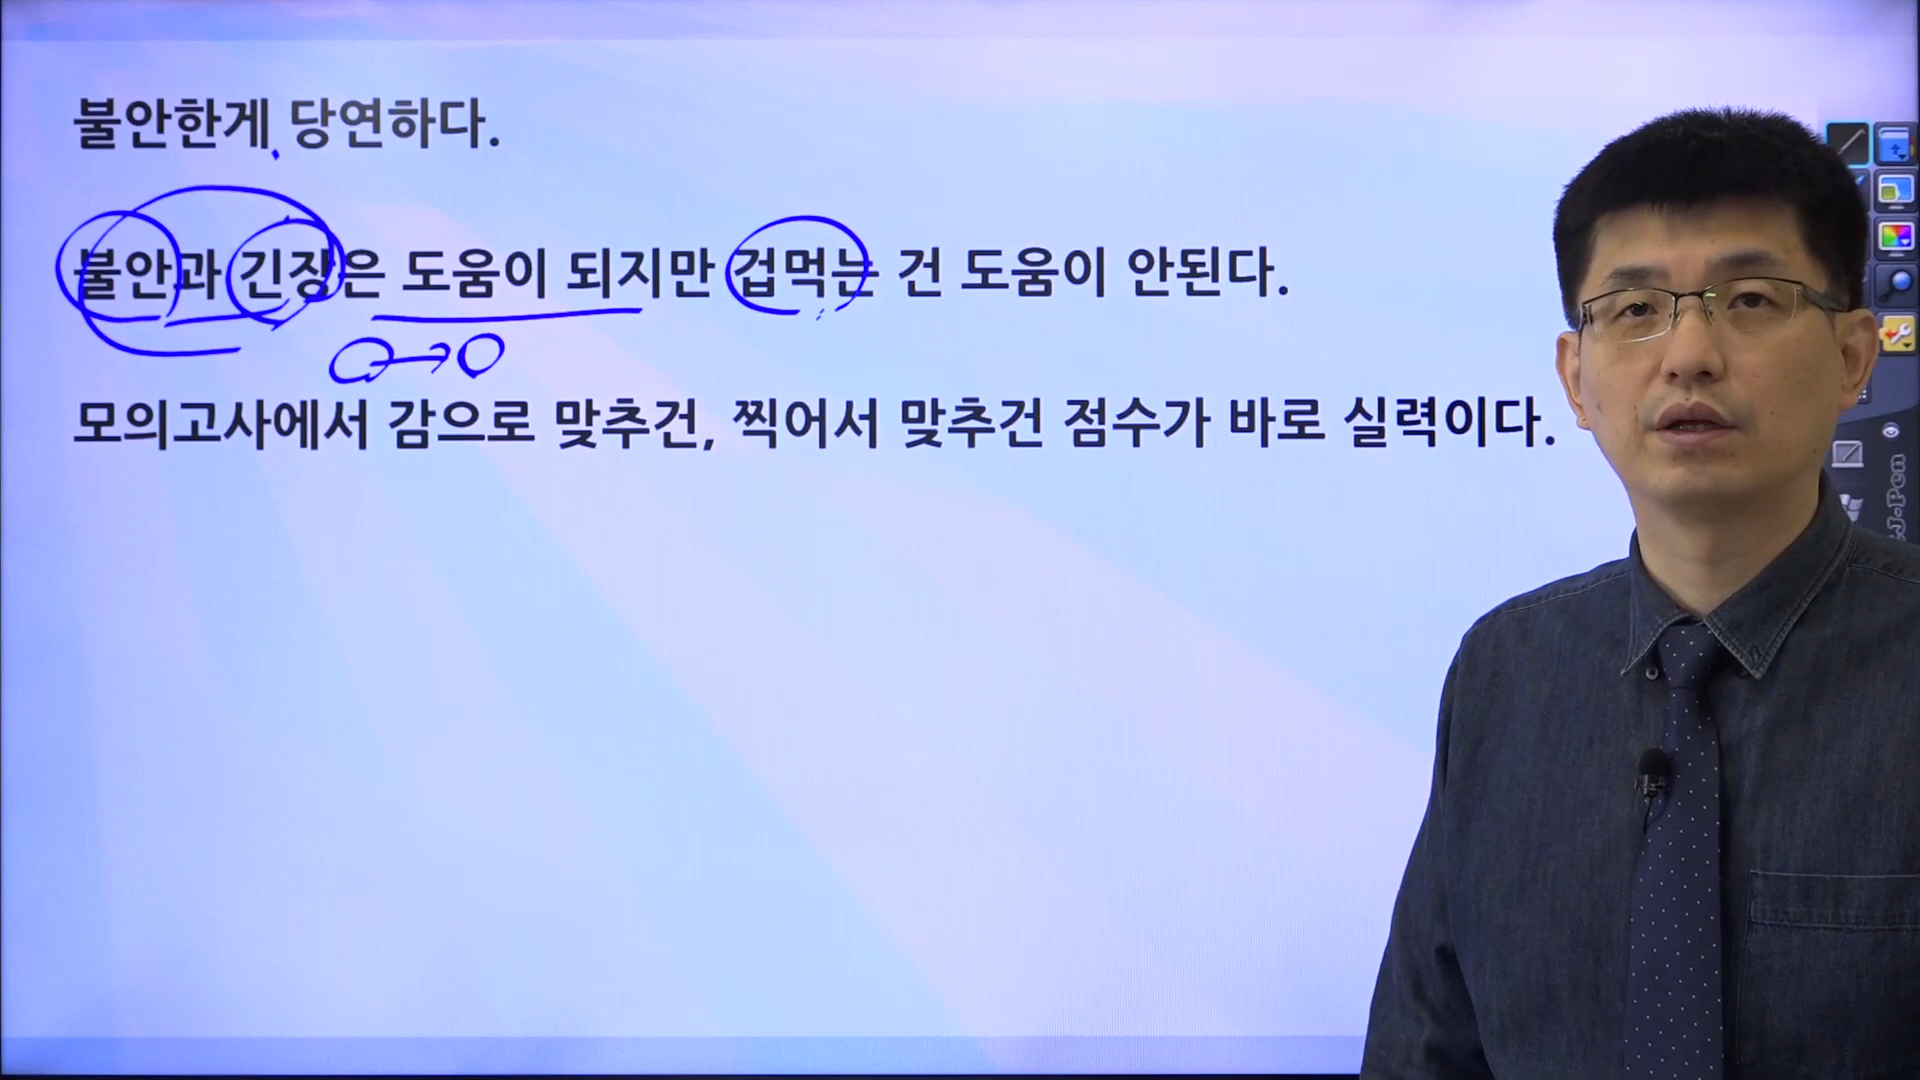 불안한게 당연하다.
불안과 긴장은 도움이 되지만 겁먹는 건 도움이 안된다.
모의고사에서 감으로 맞추건, 찍어서 맞추건 점수가 바로 실력이다.
J-Pen